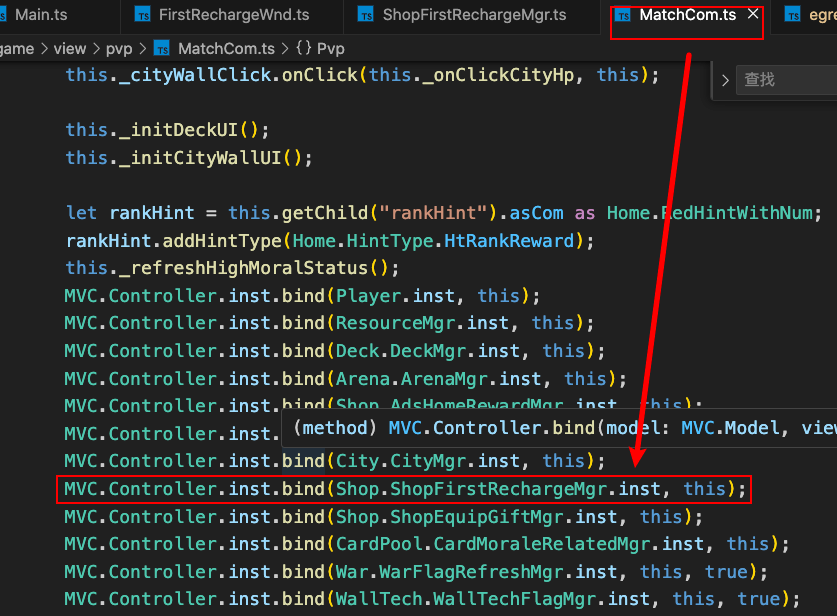 TS Main.ts TS FirstRechargeWnd.ts TS ShopFirstRechargeMgr.ts TS MatchCom.ts × TS egre
game > view > pvp > TS MatchCom.ts > {} Pvp
this._cityWallClick.onClick(this._onClickCityHp, this);
> 查找
this._initDeckUI();
this._initCityWallUI();
let rankHint = this.getChild("rankHint").asCom as Home.RedHintWithNum;
rankHint.addHintType(Home.HintType.HtRankReward);
this._refreshHighMoralStatus();
MVC.Controller.inst.bind(Player.inst, this);
MVC.Controller.inst.bind(ResourceMgr.inst, this);
MVC.Controller.inst.bind(Deck.DeckMgr.inst, this);
MVC.Controller.inst.bind(Arena.ArenaMgr.inst, this);
MVC.Controller.inst.bind(Shop.AdsHomeRewardMgr.inst, this);
MVC.Controller.inst. (method) MVC.Controller.bind(model: MVC.Model, view
MVC.Controller.inst.bind(City.CityMgr.inst, this);
MVC.Controller.inst.bind(Shop.ShopFirstRechargeMgr.inst, this);
MVC.Controller.inst.bind(Shop.ShopEquipGiftMgr.inst, this);
MVC.Controller.inst.bind(CardPool.CardMoraleRelatedMgr.inst, this);
MVC.Controller.inst.bind(War.WarFlagRefreshMgr.inst, this, true);
MVC.Controller.inst.bind(WallTech.WallTechFlagMgr.inst, this, true);